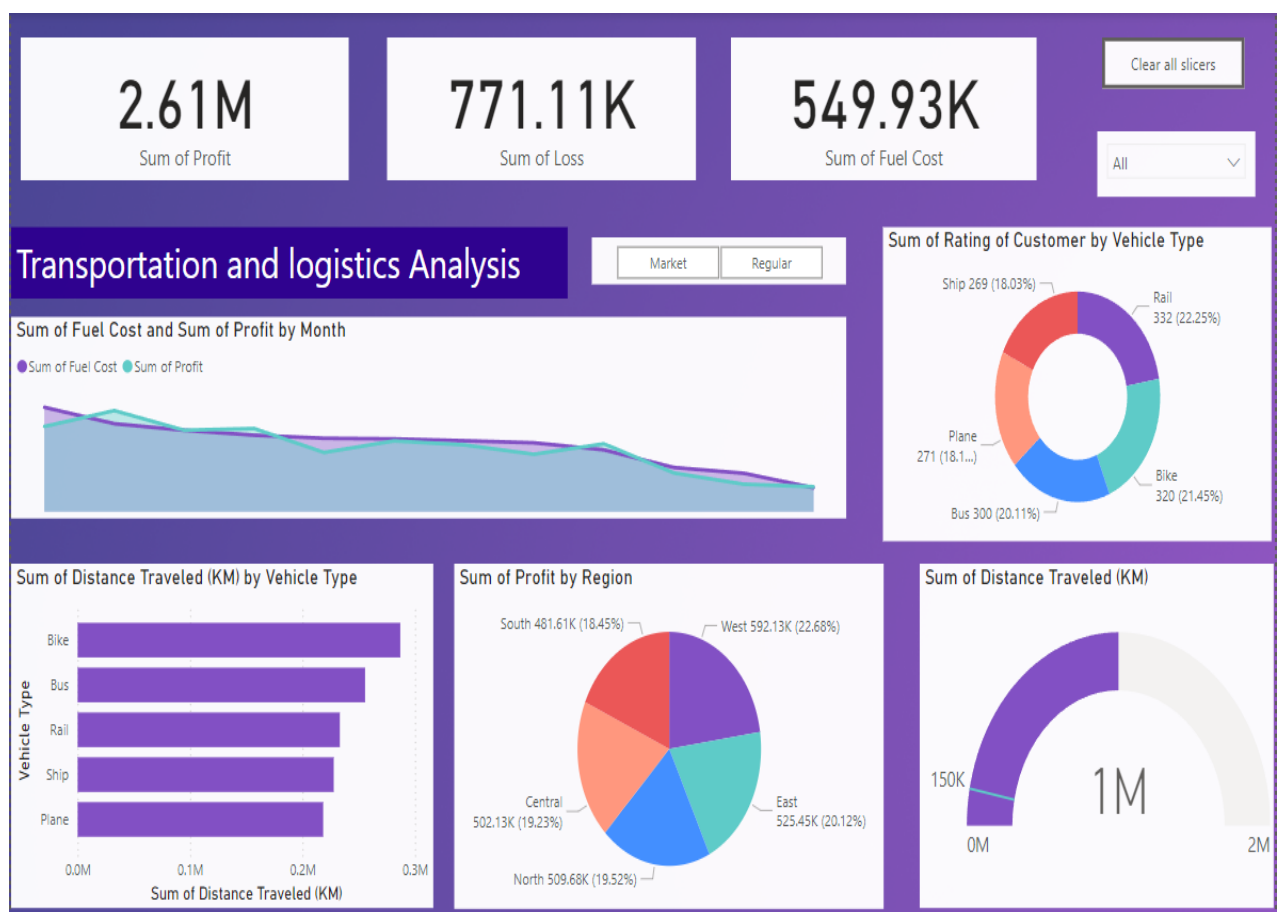 2.61M
Sum of Profit
771.11K
Sum of Loss
549.93K
Sum of Fuel Cost
Clear all slicers
All
Transportation and logistics Analysis
Market
Regular
Sum of Fuel Cost and Sum of Profit by Month
Sum of Fuel Cost
Sum of Profit
Sum of Rating of Customer by Vehicle Type
Ship 269 (18.03%)
Rail
332 (22.25%)
Plane
271 (18.1...)
Bike
320 (21.45%)
Bus 300 (20.11%)
Sum of Distance Traveled (KM) by Vehicle Type
Vehicle Type
Bike
Bus
Rail
Ship
Plane
0.0M
0.1M
0.2M
0.3M
Sum of Distance Traveled (KM)
Sum of Profit by Region
South 481.61K (18.45%)
West 592.13K (22.68%)
Central
502.13K (19.23%)
East
525.45K (20.12%)
North 509.68K (19.52%)
Sum of Distance Traveled (KM)
150K
1M
0M
2M